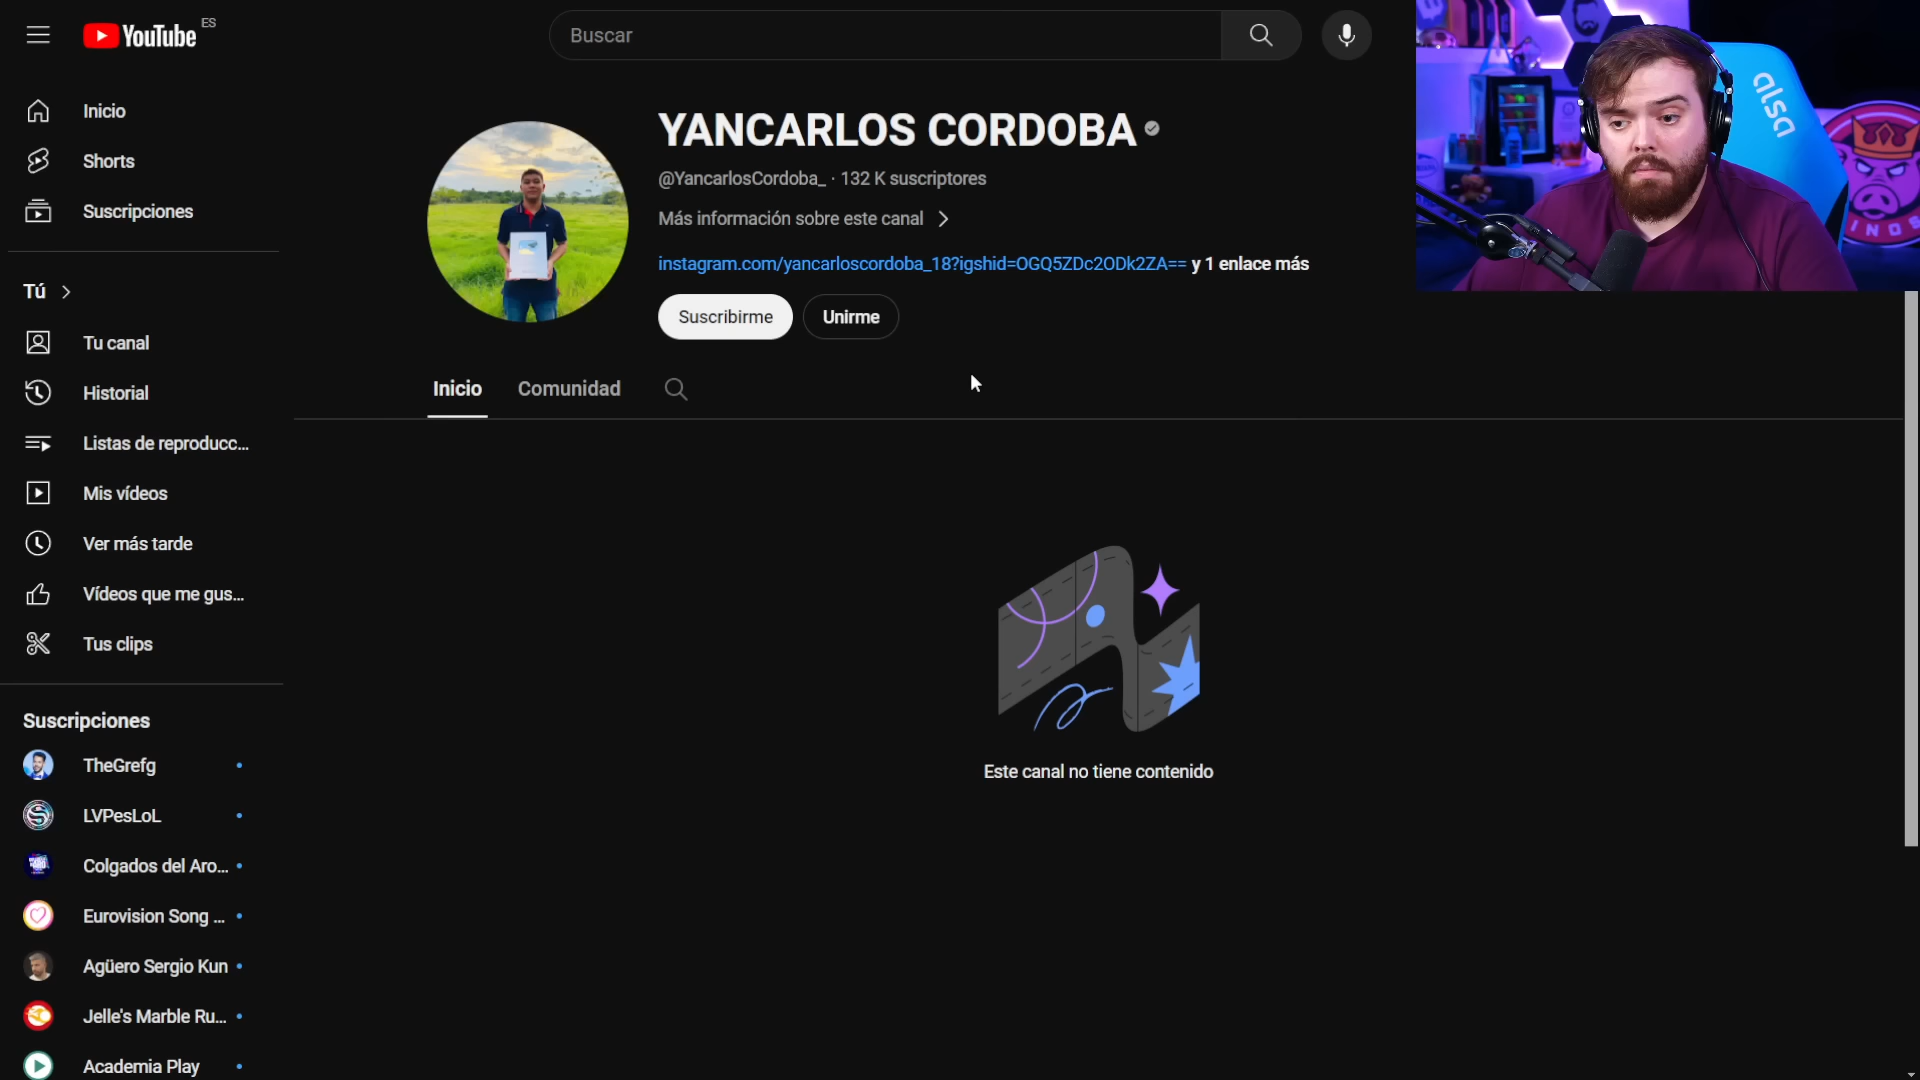 YouTube ES
Buscar
Inicio
Shorts
Suscripciones
Tú
Tu canal
Historial
Listas de reproducc...
Mis vídeos
Ver más tarde
Vídeos que me gus...
Tus clips
Suscripciones
TheGrefg
LVPesLoL
Colgados del Aro...
Eurovision Song ...
Agüero Sergio Kun
Jelle's Marble Ru...
Academia Play
YANCARLOS CORDOBA
@YancarlosCordoba_ · 132 K suscriptores
Más información sobre este canal
instagram.com/yancarloscordoba_18?igshid=OGQ5ZDc2ODk2ZA== y 1 enlace más
Suscribirme
Unirme
Inicio
Comunidad
Este canal no tiene contenido
alsa
INOS